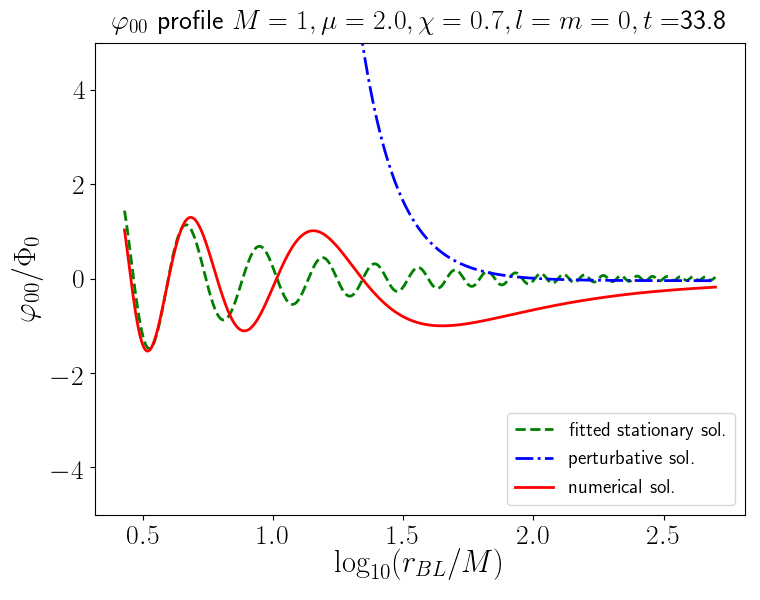 φ₀₀ profile M = 1, μ = 2.0, χ = 0.7, l = m = 0, t =33.8
φ₀₀/Φ₀
4
2
0
−2
−4
fitted stationary sol.
perturbative sol.
numerical sol.
0.5 1.0 1.5 2.0 2.5
log₁₀(r_BL/M)